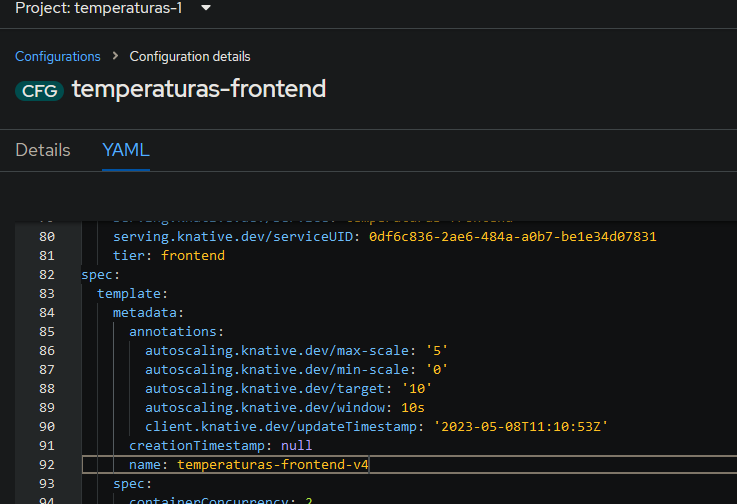 Project: temperaturas-1
Configurations > Configuration details
CFG temperaturas-frontend
Details YAML
80 serving.knative.dev/serviceUID: 0df6c836-2ae6-484a-a0b7-be1e34d07831
81 tier: frontend
82 spec:
83 template:
84 metadata:
85 annotations:
86 autoscaling.knative.dev/max-scale: '5'
87 autoscaling.knative.dev/min-scale: '0'
88 autoscaling.knative.dev/target: '10'
89 autoscaling.knative.dev/window: 10s
90 client.knative.dev/updateTimestamp: '2023-05-08T11:10:53Z'
91 creationTimestamp: null
92 name: temperaturas-frontend-v4
93 spec:
94 containerConcurrency: 2